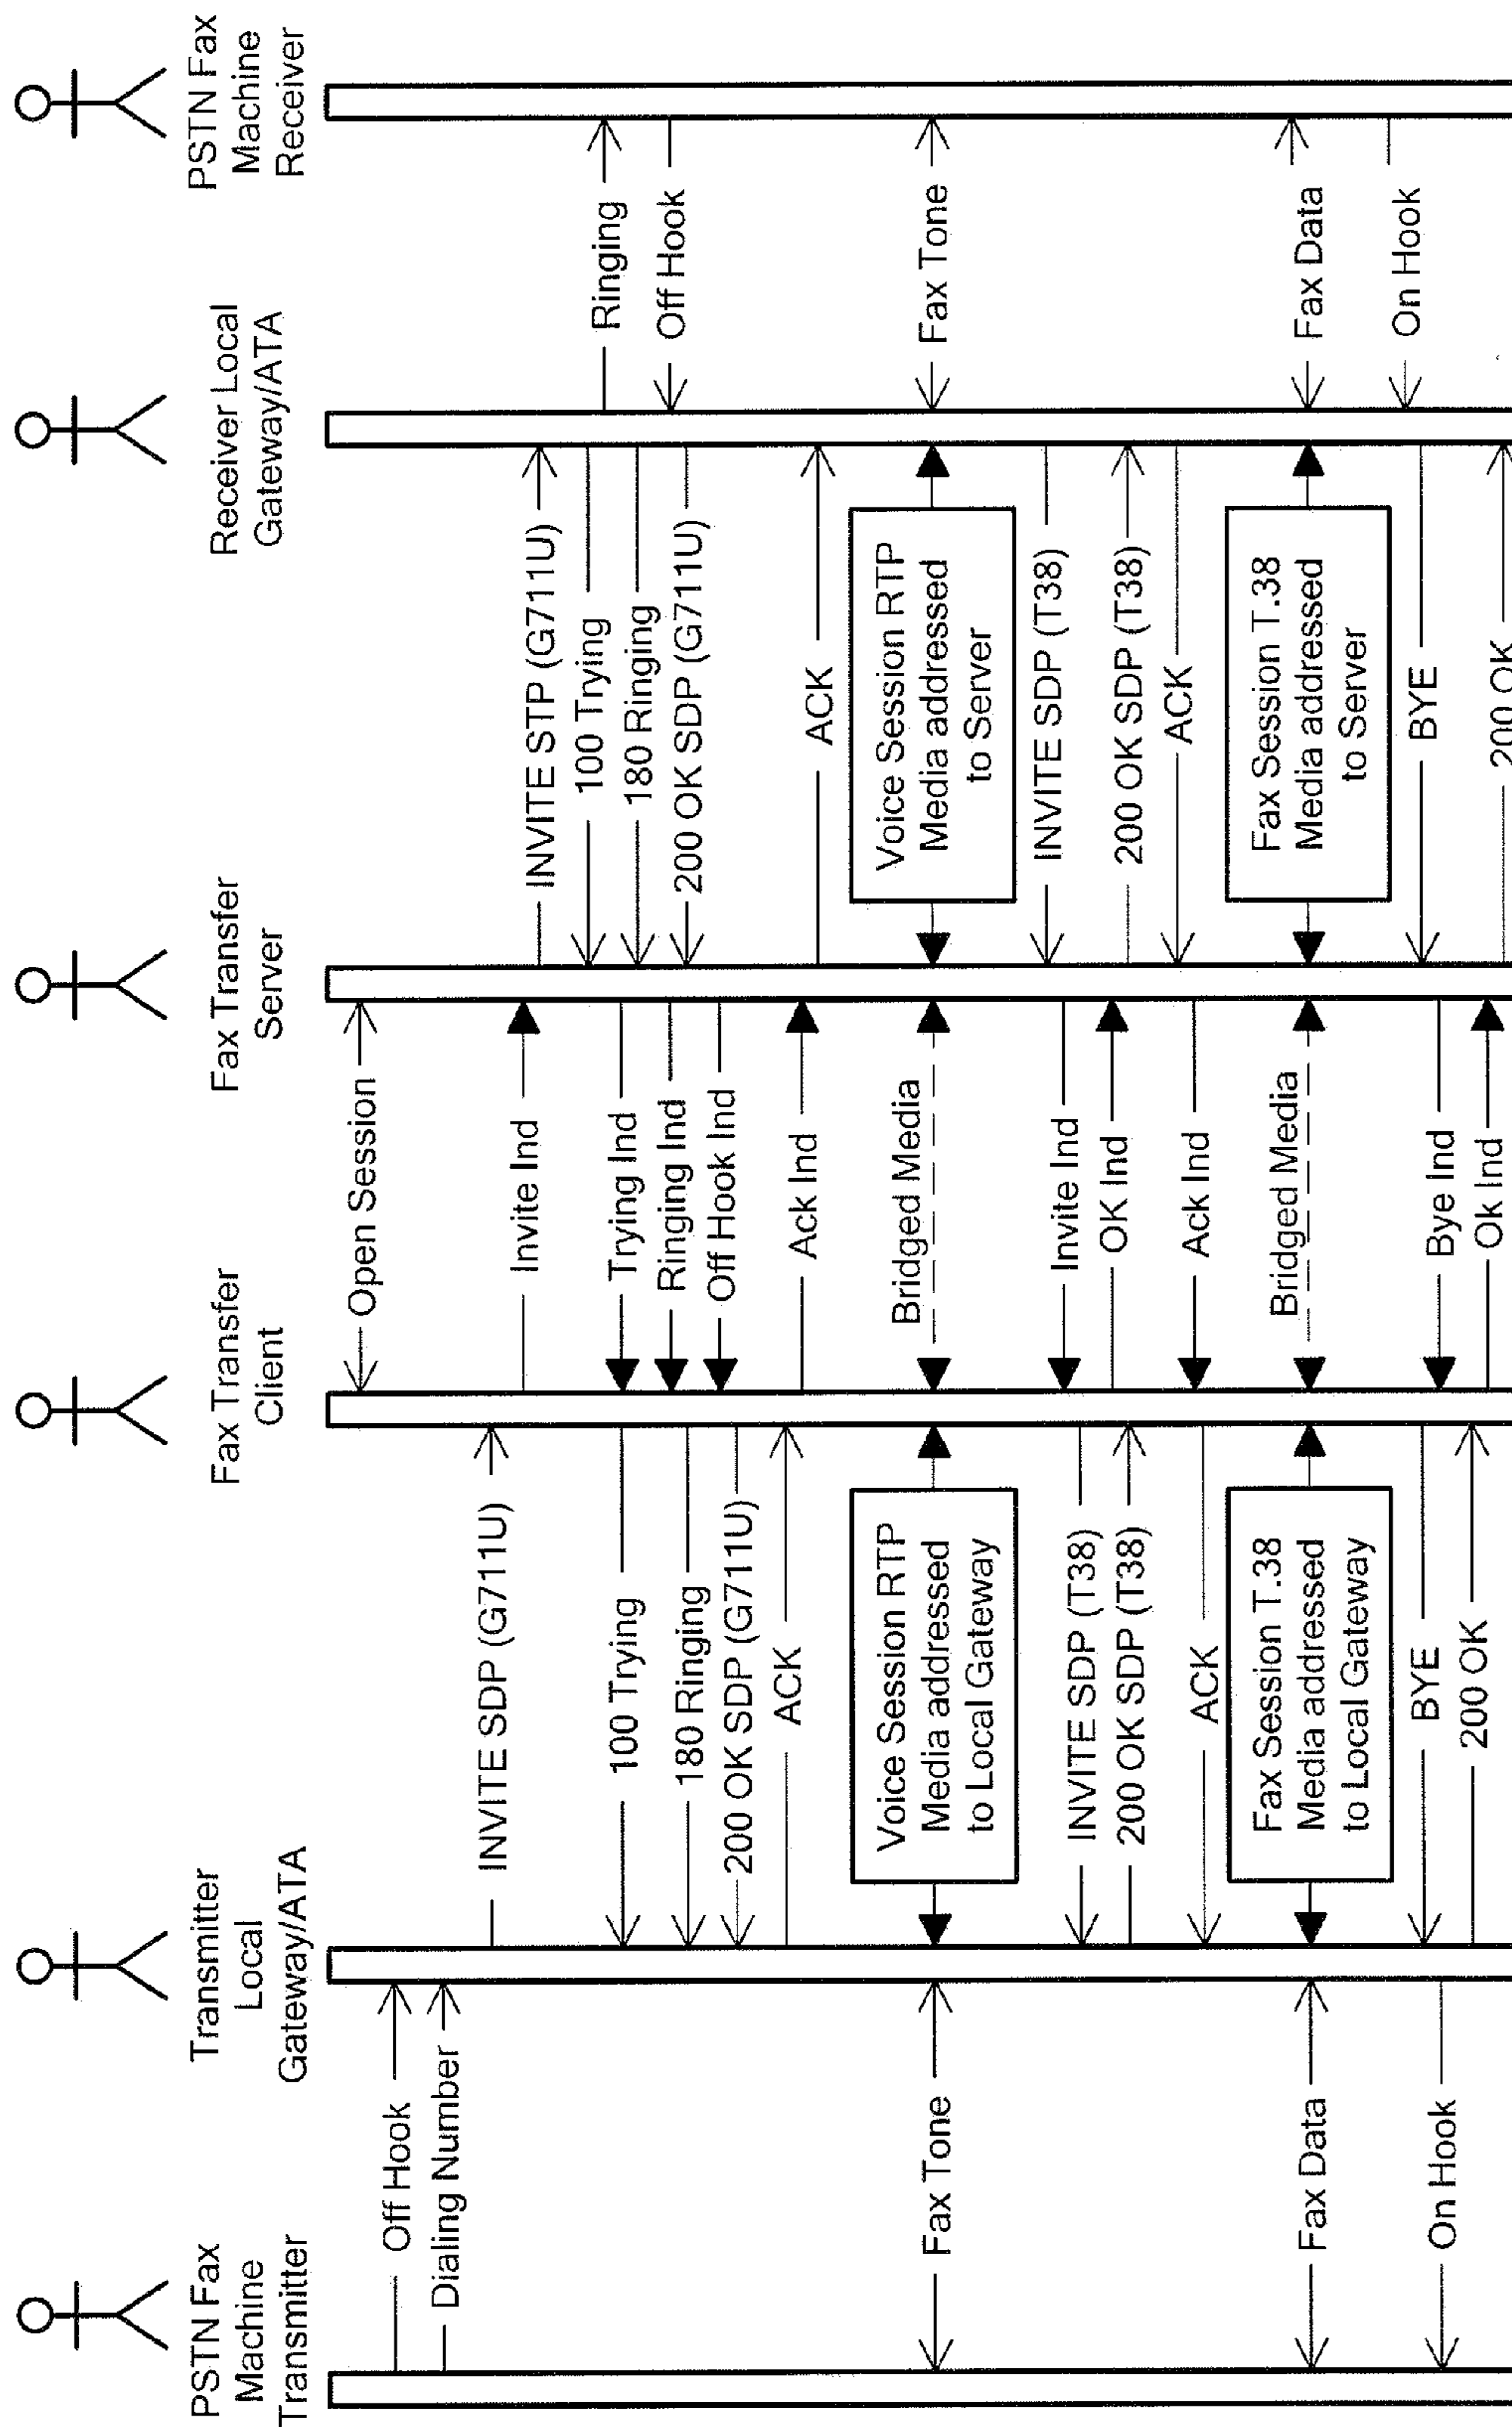 PSTN Fax
Machine
Transmitter
Transmitter
Local
Gateway/ATA
Fax Transfer
Client
Fax Transfer
Server
Receiver Local
Gateway/ATA
PSTN Fax
Machine
Receiver
Open Session
Off Hook
Dialing Number
INVITE SDP (G711U)
Invite Ind
INVITE STP (G711U)
100 Trying
Ringing
100 Trying
Trying Ind
180 Ringing
Off Hook
Ringing Ind
180 Ringing
200 OK SDP (G711U)
Off Hook Ind
200 OK SDP (G711U)
ACK
Ack Ind
ACK
Fax Tone
Voice Session RTP
Media addressed
to Local Gateway
Bridged Media
Voice Session RTP
Media addressed
to Server
Fax Tone
INVITE SDP (T38)
Invite Ind
INVITE SDP (T38)
200 OK SDP (T38)
OK Ind
200 OK SDP (T38)
ACK
Ack Ind
ACK
Fax Data
Fax Session T.38
Media addressed
to Local Gateway
Bridged Media
Fax Session T.38
Media addressed
to Server
Fax Data
On Hook
BYE
Bye Ind
BYE
On Hook
200 OK
Ok Ind
200 OK